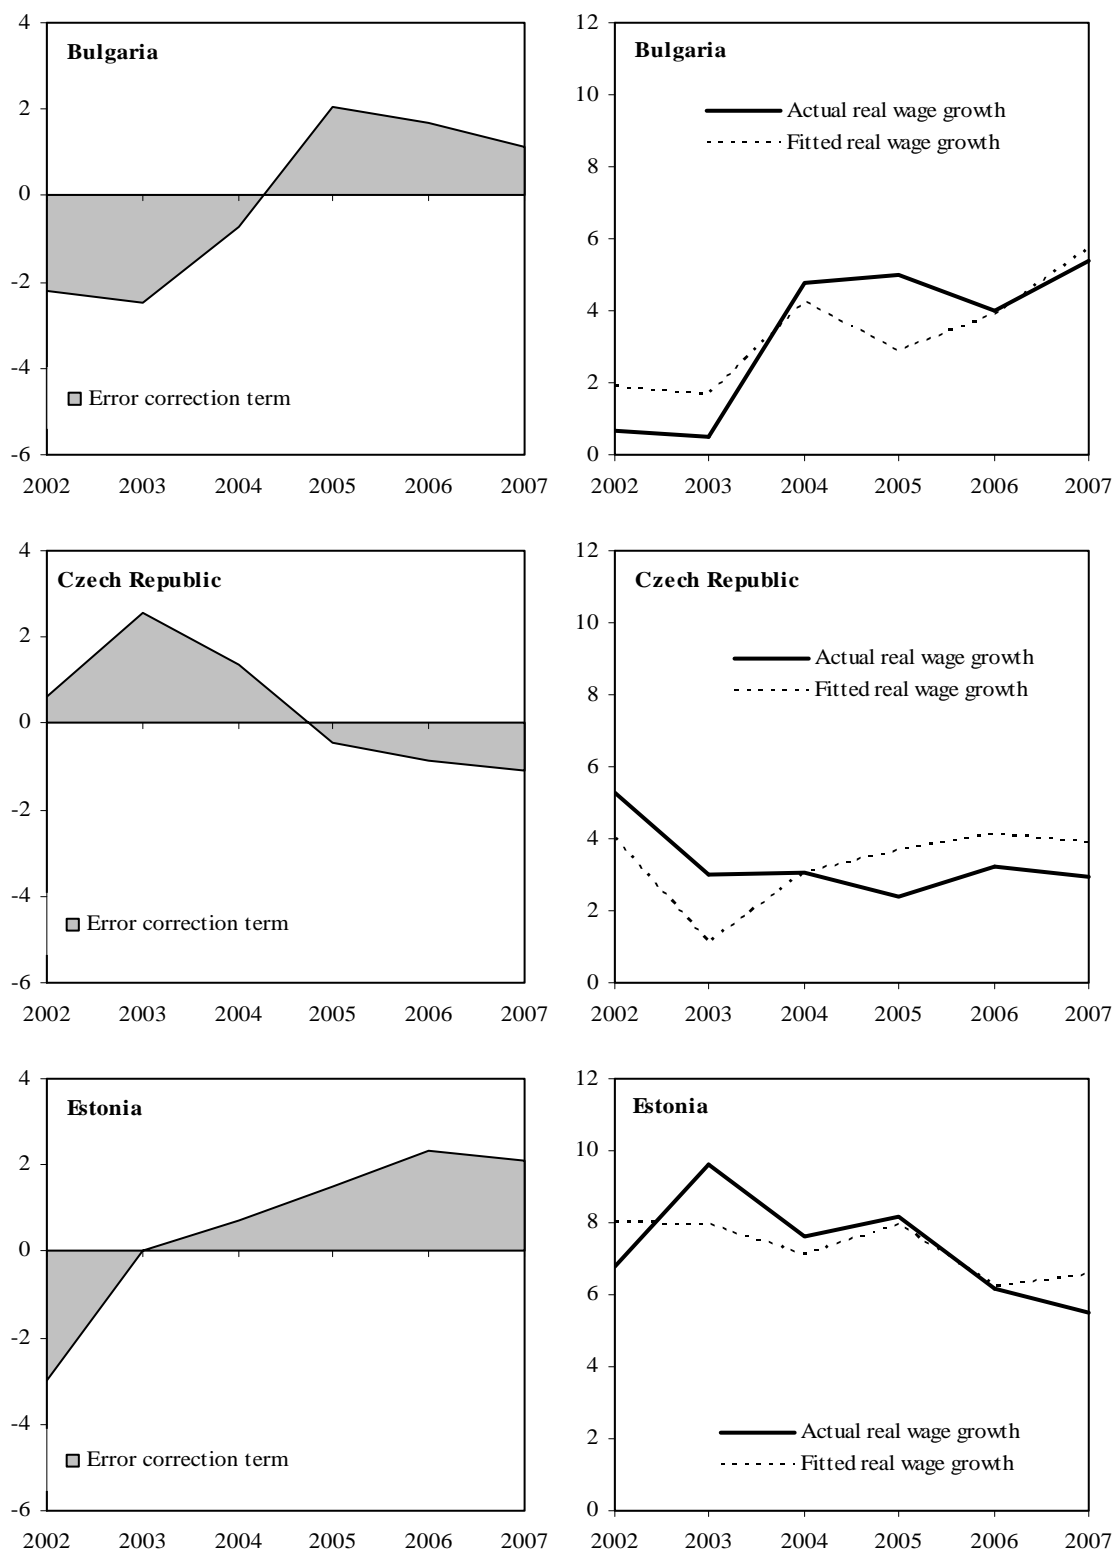 Bulgaria
4
2
0
-2
-4
-6
Error correction term
2002 2003 2004 2005 2006 2007
Bulgaria
12
10
8
6
4
2
0
Actual real wage growth
Fitted real wage growth
2002 2003 2004 2005 2006 2007
Czech Republic
4
2
0
-2
-4
-6
Error correction term
2002 2003 2004 2005 2006 2007
Czech Republic
12
10
8
6
4
2
0
Actual real wage growth
Fitted real wage growth
2002 2003 2004 2005 2006 2007
Estonia
4
2
0
-2
-4
-6
Error correction term
2002 2003 2004 2005 2006 2007
Estonia
12
10
8
6
4
2
0
Actual real wage growth
Fitted real wage growth
2002 2003 2004 2005 2006 2007